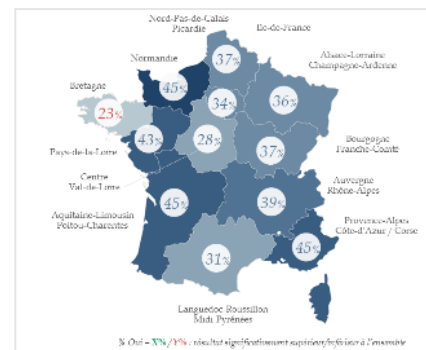 Nord-Pas-de-Calais
Picardie
Ile-de-France
Normandie
37%
Alsace-Lorraine
Champagne-Ardenne
Bretagne
45%
34%
36%
23%
43%
28%
37%
Bourgogne
Franche-Comté
Pays-de-la-Loire
Centre
Val-de-Loire
Auvergne
Rhône-Alpes
Aquitaine-Limousin
Poitou-Charentes
45%
39%
Provence-Alpes
Côte-d'Azur / Corse
45%
31%
Languedoc Roussillon
Midi Pyrénées
% Oui – X% / Y% : résultat significativement supérieur/inférieur à l'ensemble